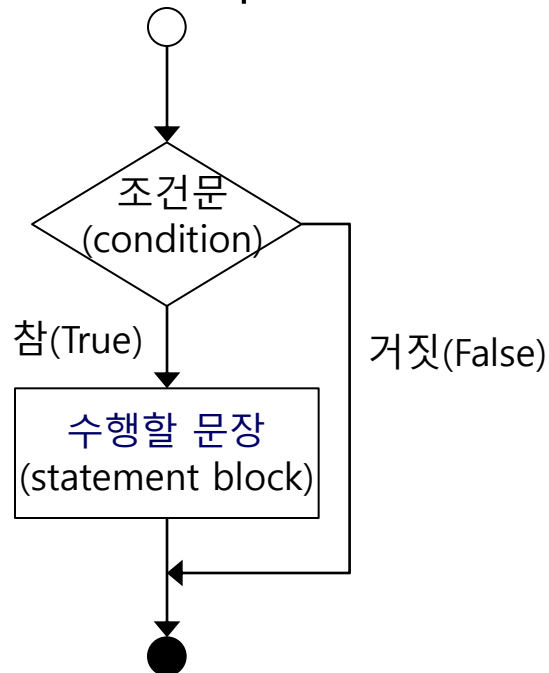 조건문
(condition)
참(True)
거짓(False)
수행할 문장
(statement block)